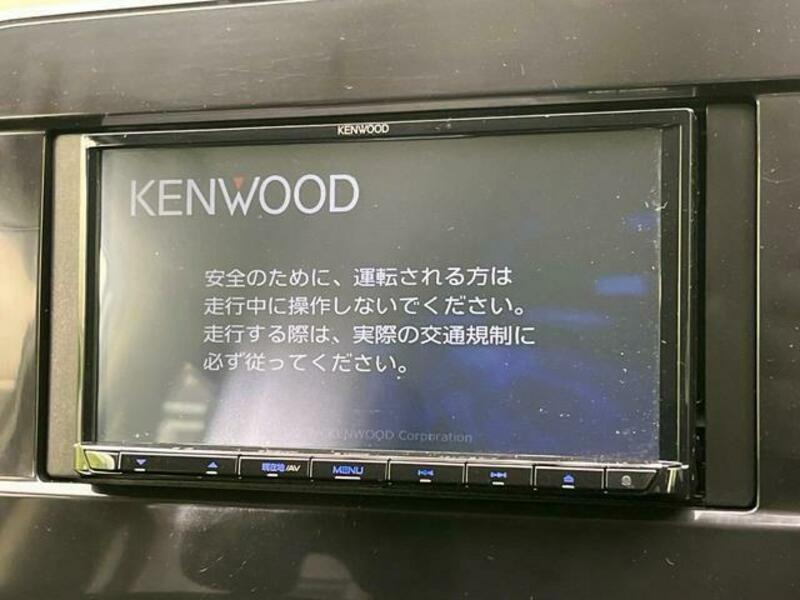 KENWOOD
KENWOOD
安全のために、運転される方は
走行中に操作しないでください。
走行する際は、実際の交通規制に
必ず従ってください。
KENWOOD Corporation
現在地/AV
MENU